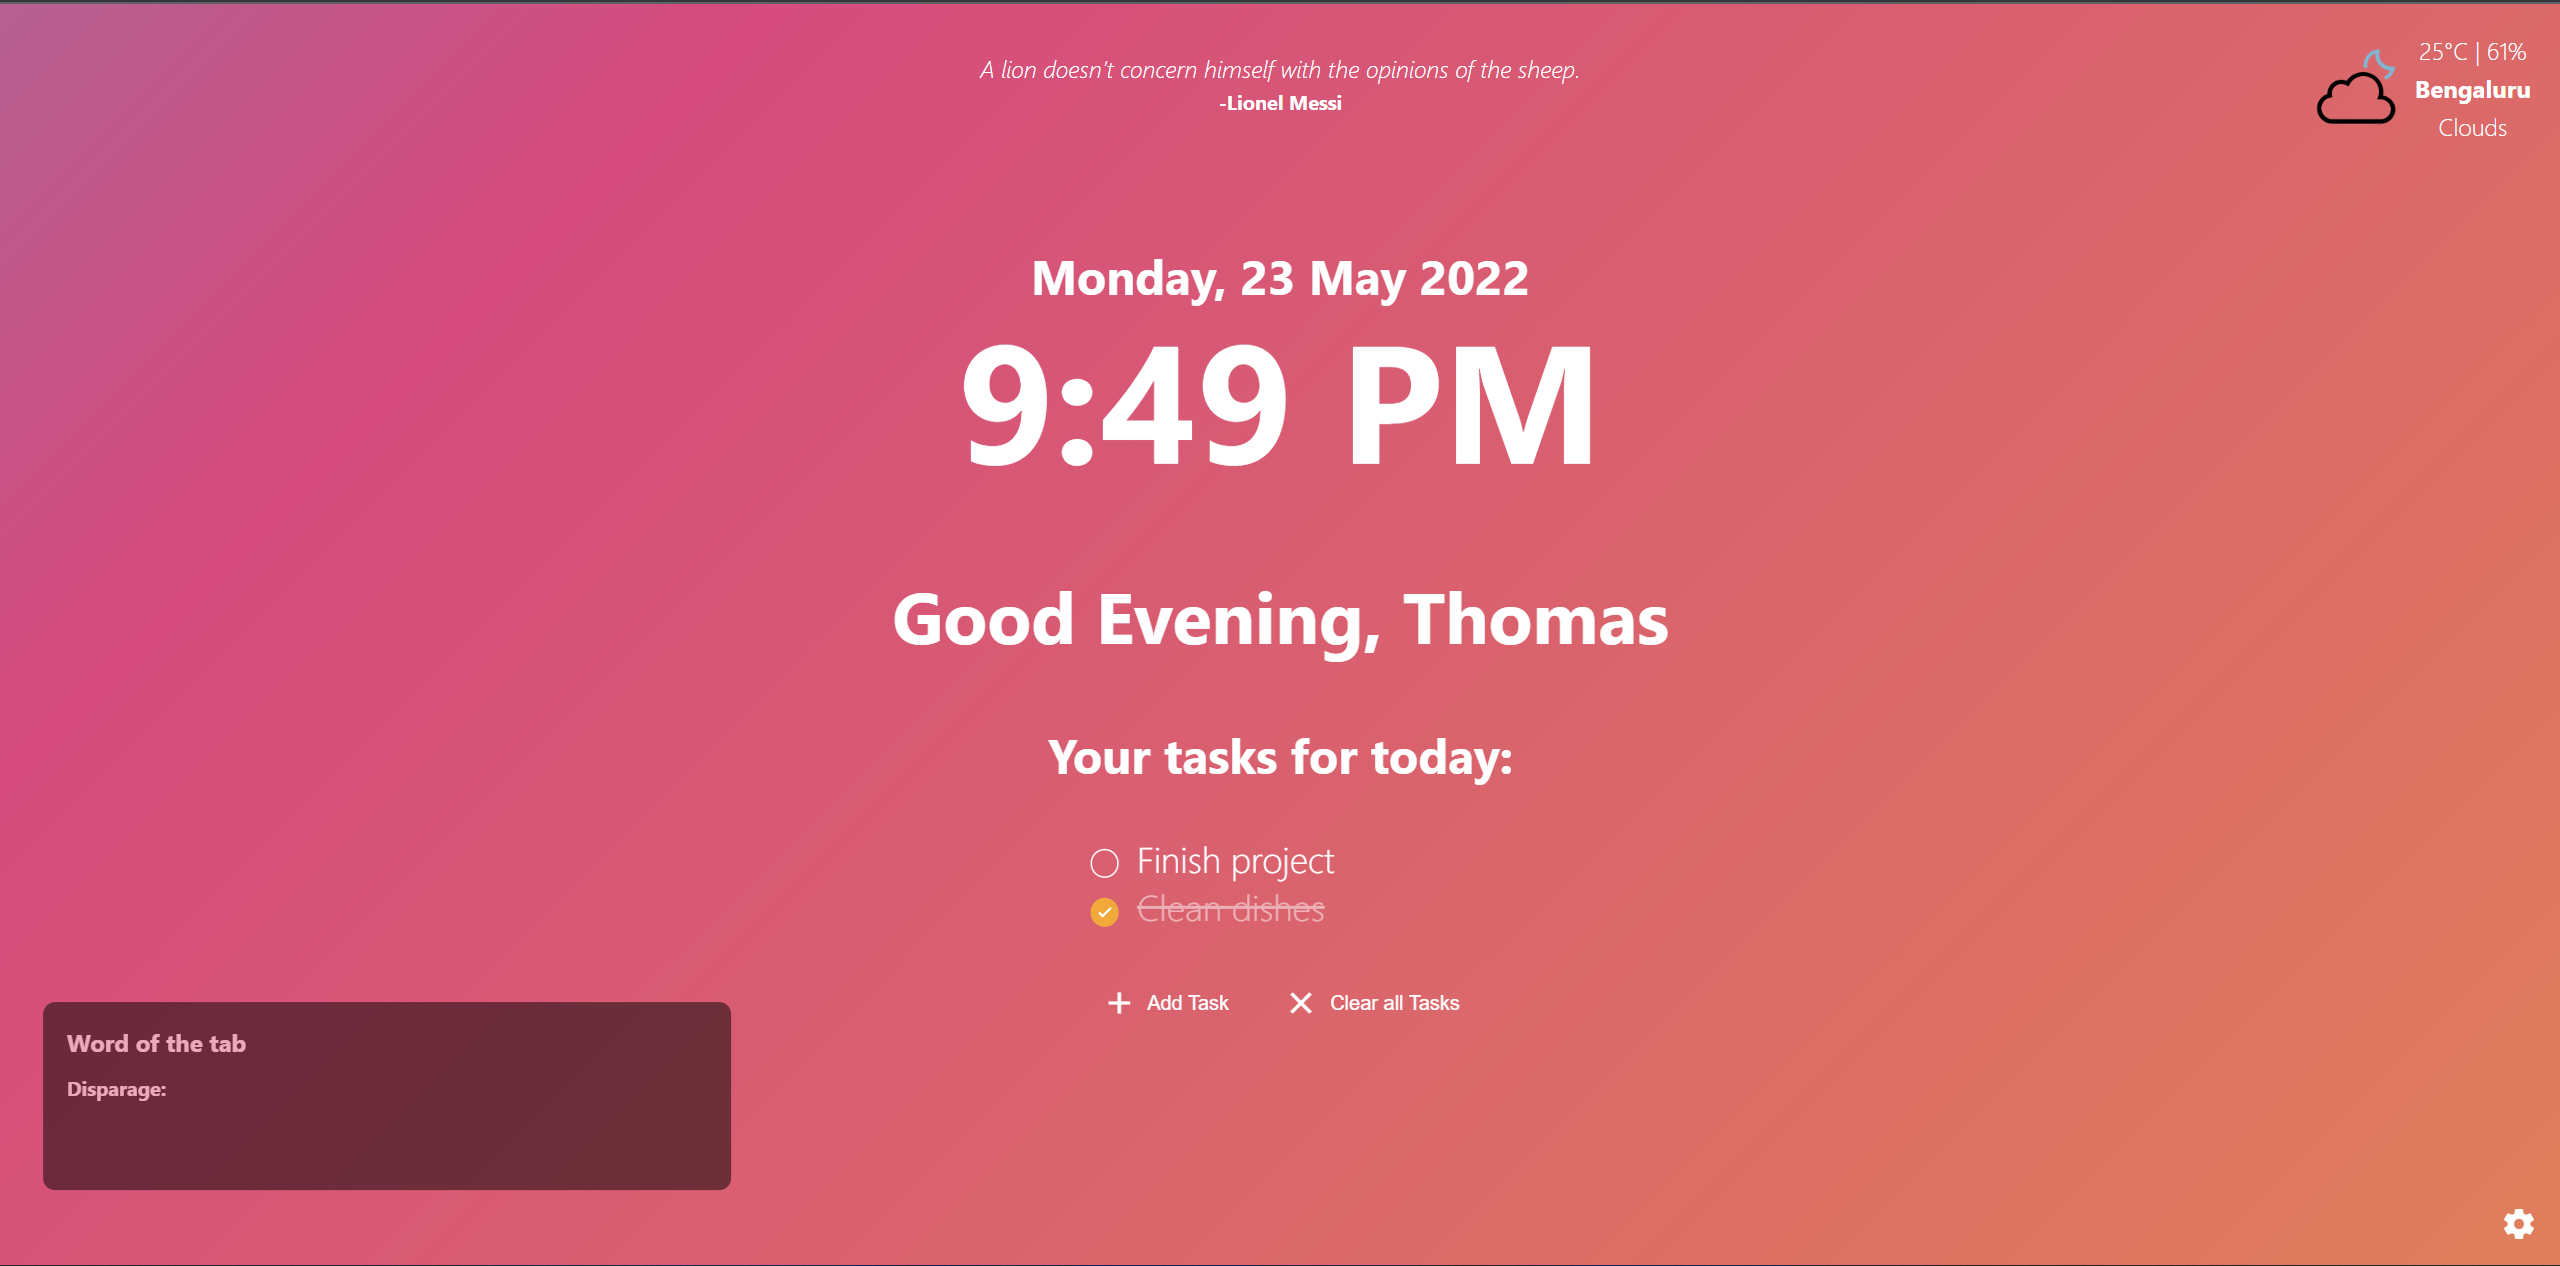 A lion doesn't concern himself with the opinions of the sheep.
-Lionel Messi
25°C | 61%
Bengaluru
Clouds
Monday, 23 May 2022
9:49 PM
Good Evening, Thomas
Your tasks for today:
Finish project
Clean dishes
Add Task
Clear all Tasks
Word of the tab
Disparage: